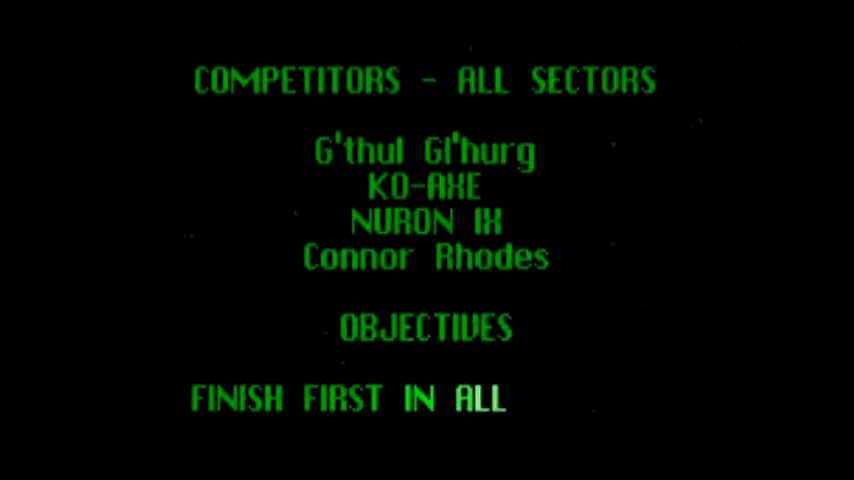 COMPETITORS - ALL SECTORS
G'thul Gl'hurg
KO-AXE
NURON IX
Connor Rhodes
OBJECTIVES
FINISH FIRST IN ALL